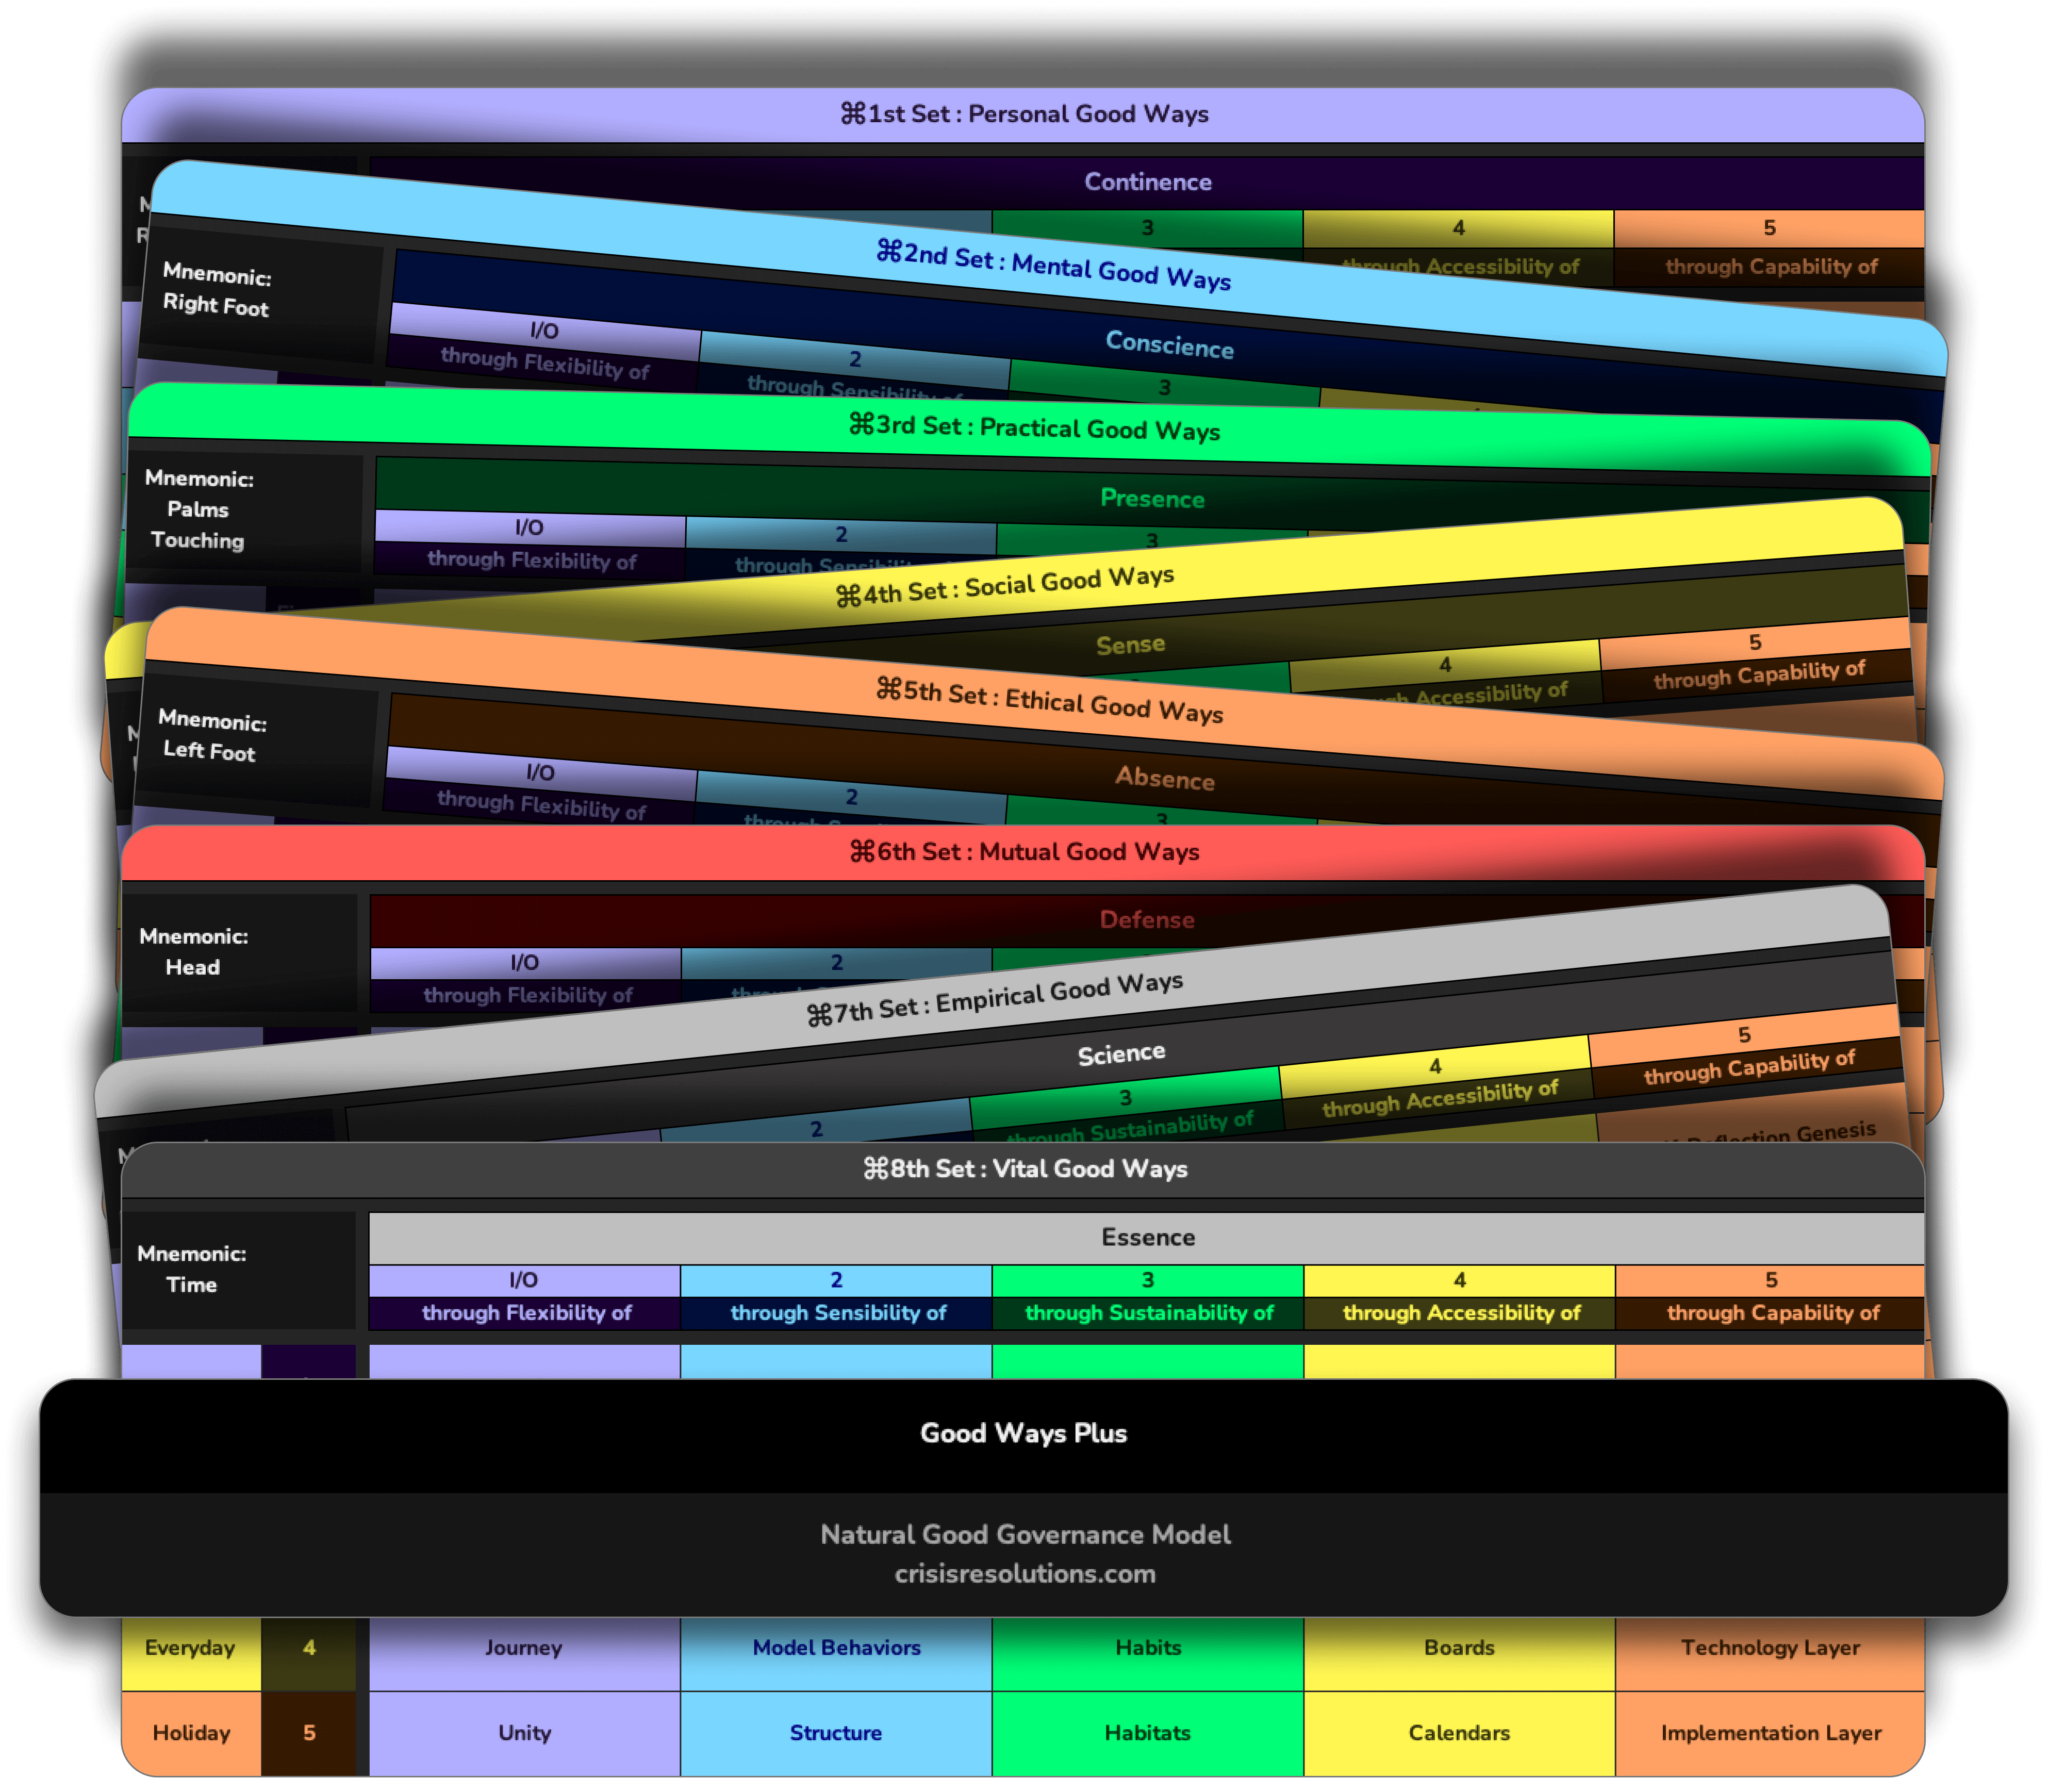 ⌘1st Set : Personal Good Ways
Continence
3 4 5
through Accessibility of through Capability of
⌘2nd Set : Mental Good Ways
Mnemonic:
Right Foot
Conscience
I/O 2 3
through Flexibility of through Sensibility of
⌘3rd Set : Practical Good Ways
Mnemonic:
Palms
Touching
Presence
I/O 2 3
through Flexibility of through
⌘4th Set : Social Good Ways
Sense
4 5
Accessibility of through Capability of
⌘5th Set : Ethical Good Ways
Mnemonic:
Left Foot
Absence
I/O 2 3
through Flexibility of through
⌘6th Set : Mutual Good Ways
Mnemonic:
Head
Defense
I/O 2
through Flexibility of
⌘7th Set : Empirical Good Ways
Science
2 3 4 5
through Sustainability of through Accessibility of through Capability of
Reflection Genesis
⌘8th Set : Vital Good Ways
Mnemonic:
Time
Essence
I/O 2 3 4 5
through Flexibility of through Sensibility of through Sustainability of through Accessibility of through Capability of
Good Ways Plus
Natural Good Governance Model
crisisresolutions.com
Everyday 4 Journey Model Behaviors Habits Boards Technology Layer
Holiday 5 Unity Structure Habitats Calendars Implementation Layer